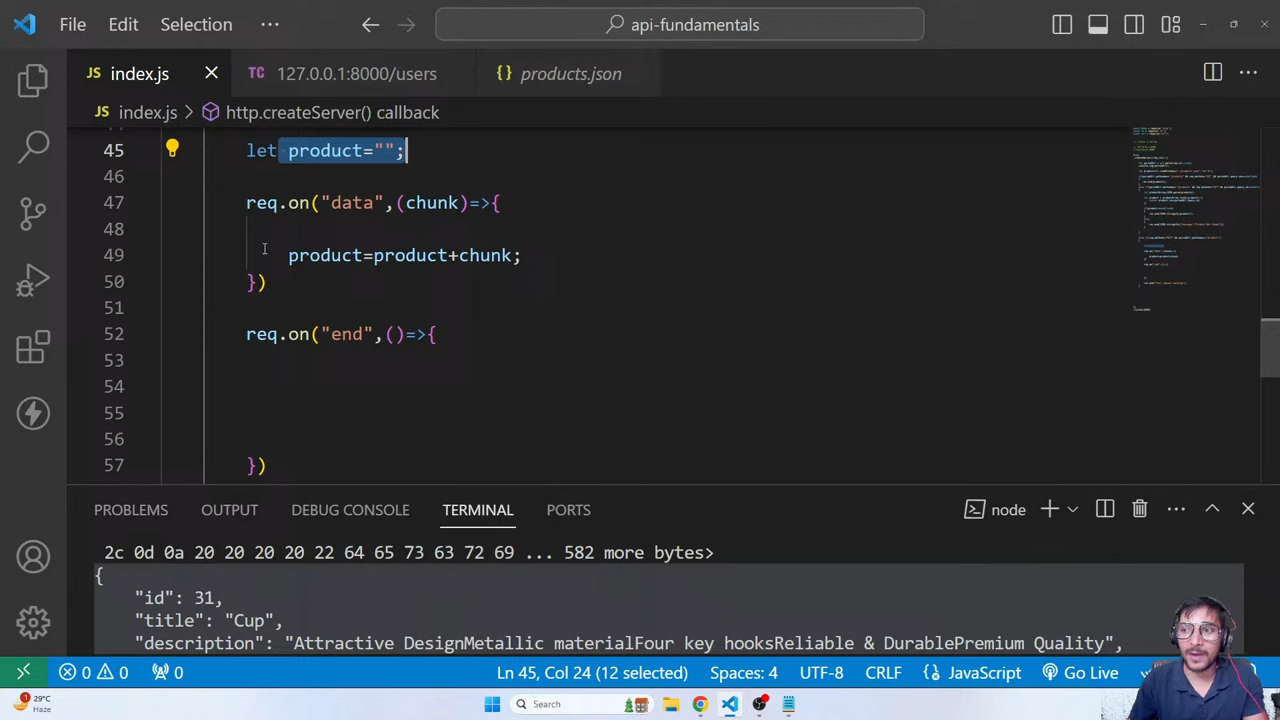 File Edit Selection ··· api-fundamentals
JS index.js TC 127.0.0.1:8000/users {} products.json
JS index.js > http.createServer() callback
45 let product="";
46
47 req.on("data",(chunk)=>{
48
49 product=product+chunk;
50 })
51
52 req.on("end",()=>{
53
54
55
56
57 })
PROBLEMS OUTPUT DEBUG CONSOLE TERMINAL PORTS node
2c 0d 0a 20 20 20 20 22 64 65 73 63 72 69 ... 582 more bytes>
{
"id": 31,
"title": "Cup",
"description": "Attractive DesignMetallic materialFour key hooksReliable & DurablePremium Quality",
0 0 0 Ln 45, Col 24 (12 selected) Spaces: 4 UTF-8 CRLF {} JavaScript Go Live
1 29°C
Haze
Search